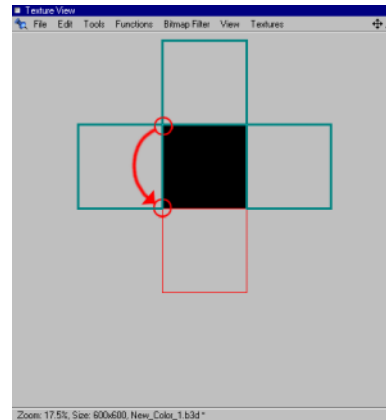 Texture View
File Edit Tools Functions Bitmap Filter View Textures
Zoom: 17.5%, Size: 600x600, New_Color_1.b3d *